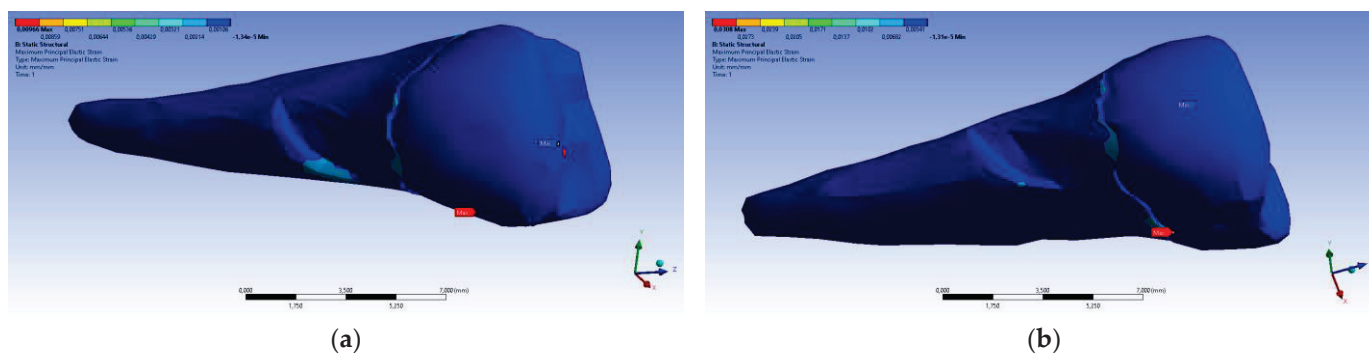 0,00966 Max 0,00751 0,00536 0,00321 0,00106
0,00859 0,00644 0,00429 0,00214 -1,34e-5 Min
B: Static Structural
Maximum Principal Elastic Strain
Type: Maximum Principal Elastic Strain
Unit: mm/mm
Time: 1
Min
Max
Y
Z
X
0,000 3,500 7,000 (mm)
1,750 5,250
(a)
0,0308 Max 0,0239 0,0171 0,0102 0,00341
0,0273 0,0205 0,0137 0,00682 -1,31e-5 Min
B: Static Structural
Maximum Principal Elastic Strain
Type: Maximum Principal Elastic Strain
Unit: mm/mm
Time: 1
Min
Max
Y
X
0,000 3,500 7,000 (mm)
1,750 5,250
(b)